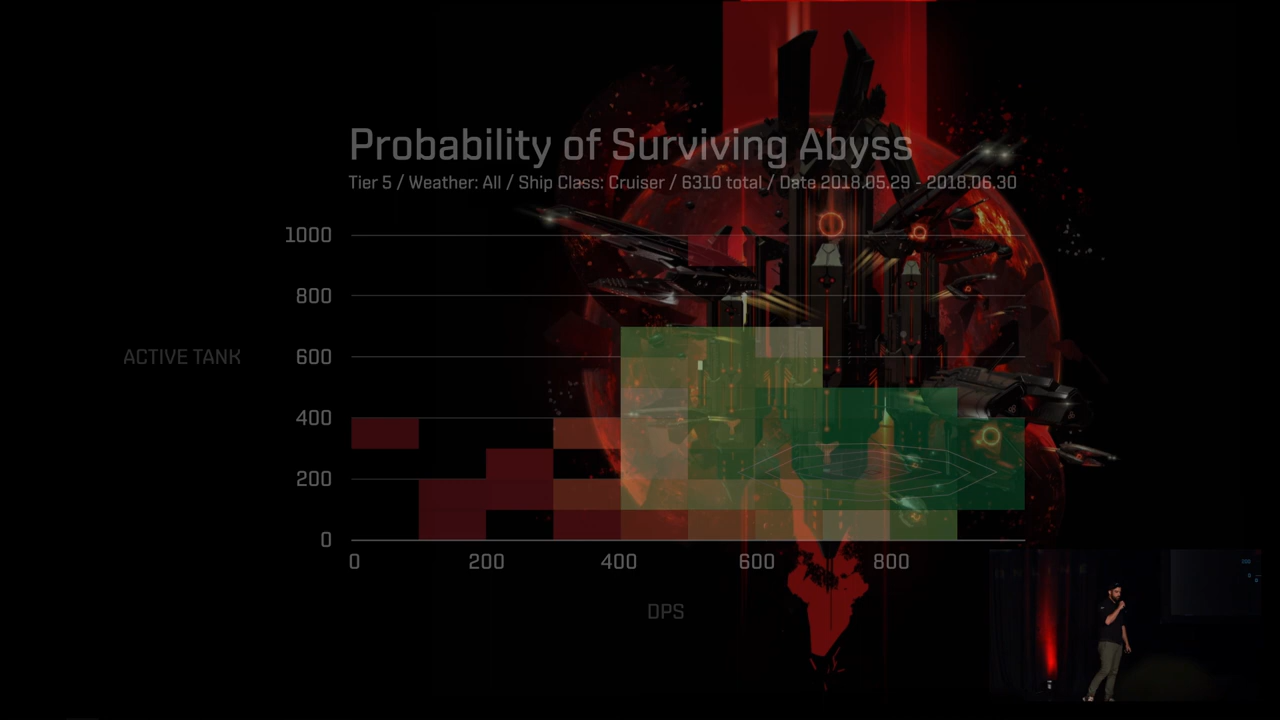 Probability of Surviving Abyss
Tier 5 / Weather: All / Ship Class: Cruiser / 6310 total / Date 2018.05.29 - 2018.06.30
1000
800
ACTIVE TANK
600
400
200
0
0 200 400 600 800
DPS